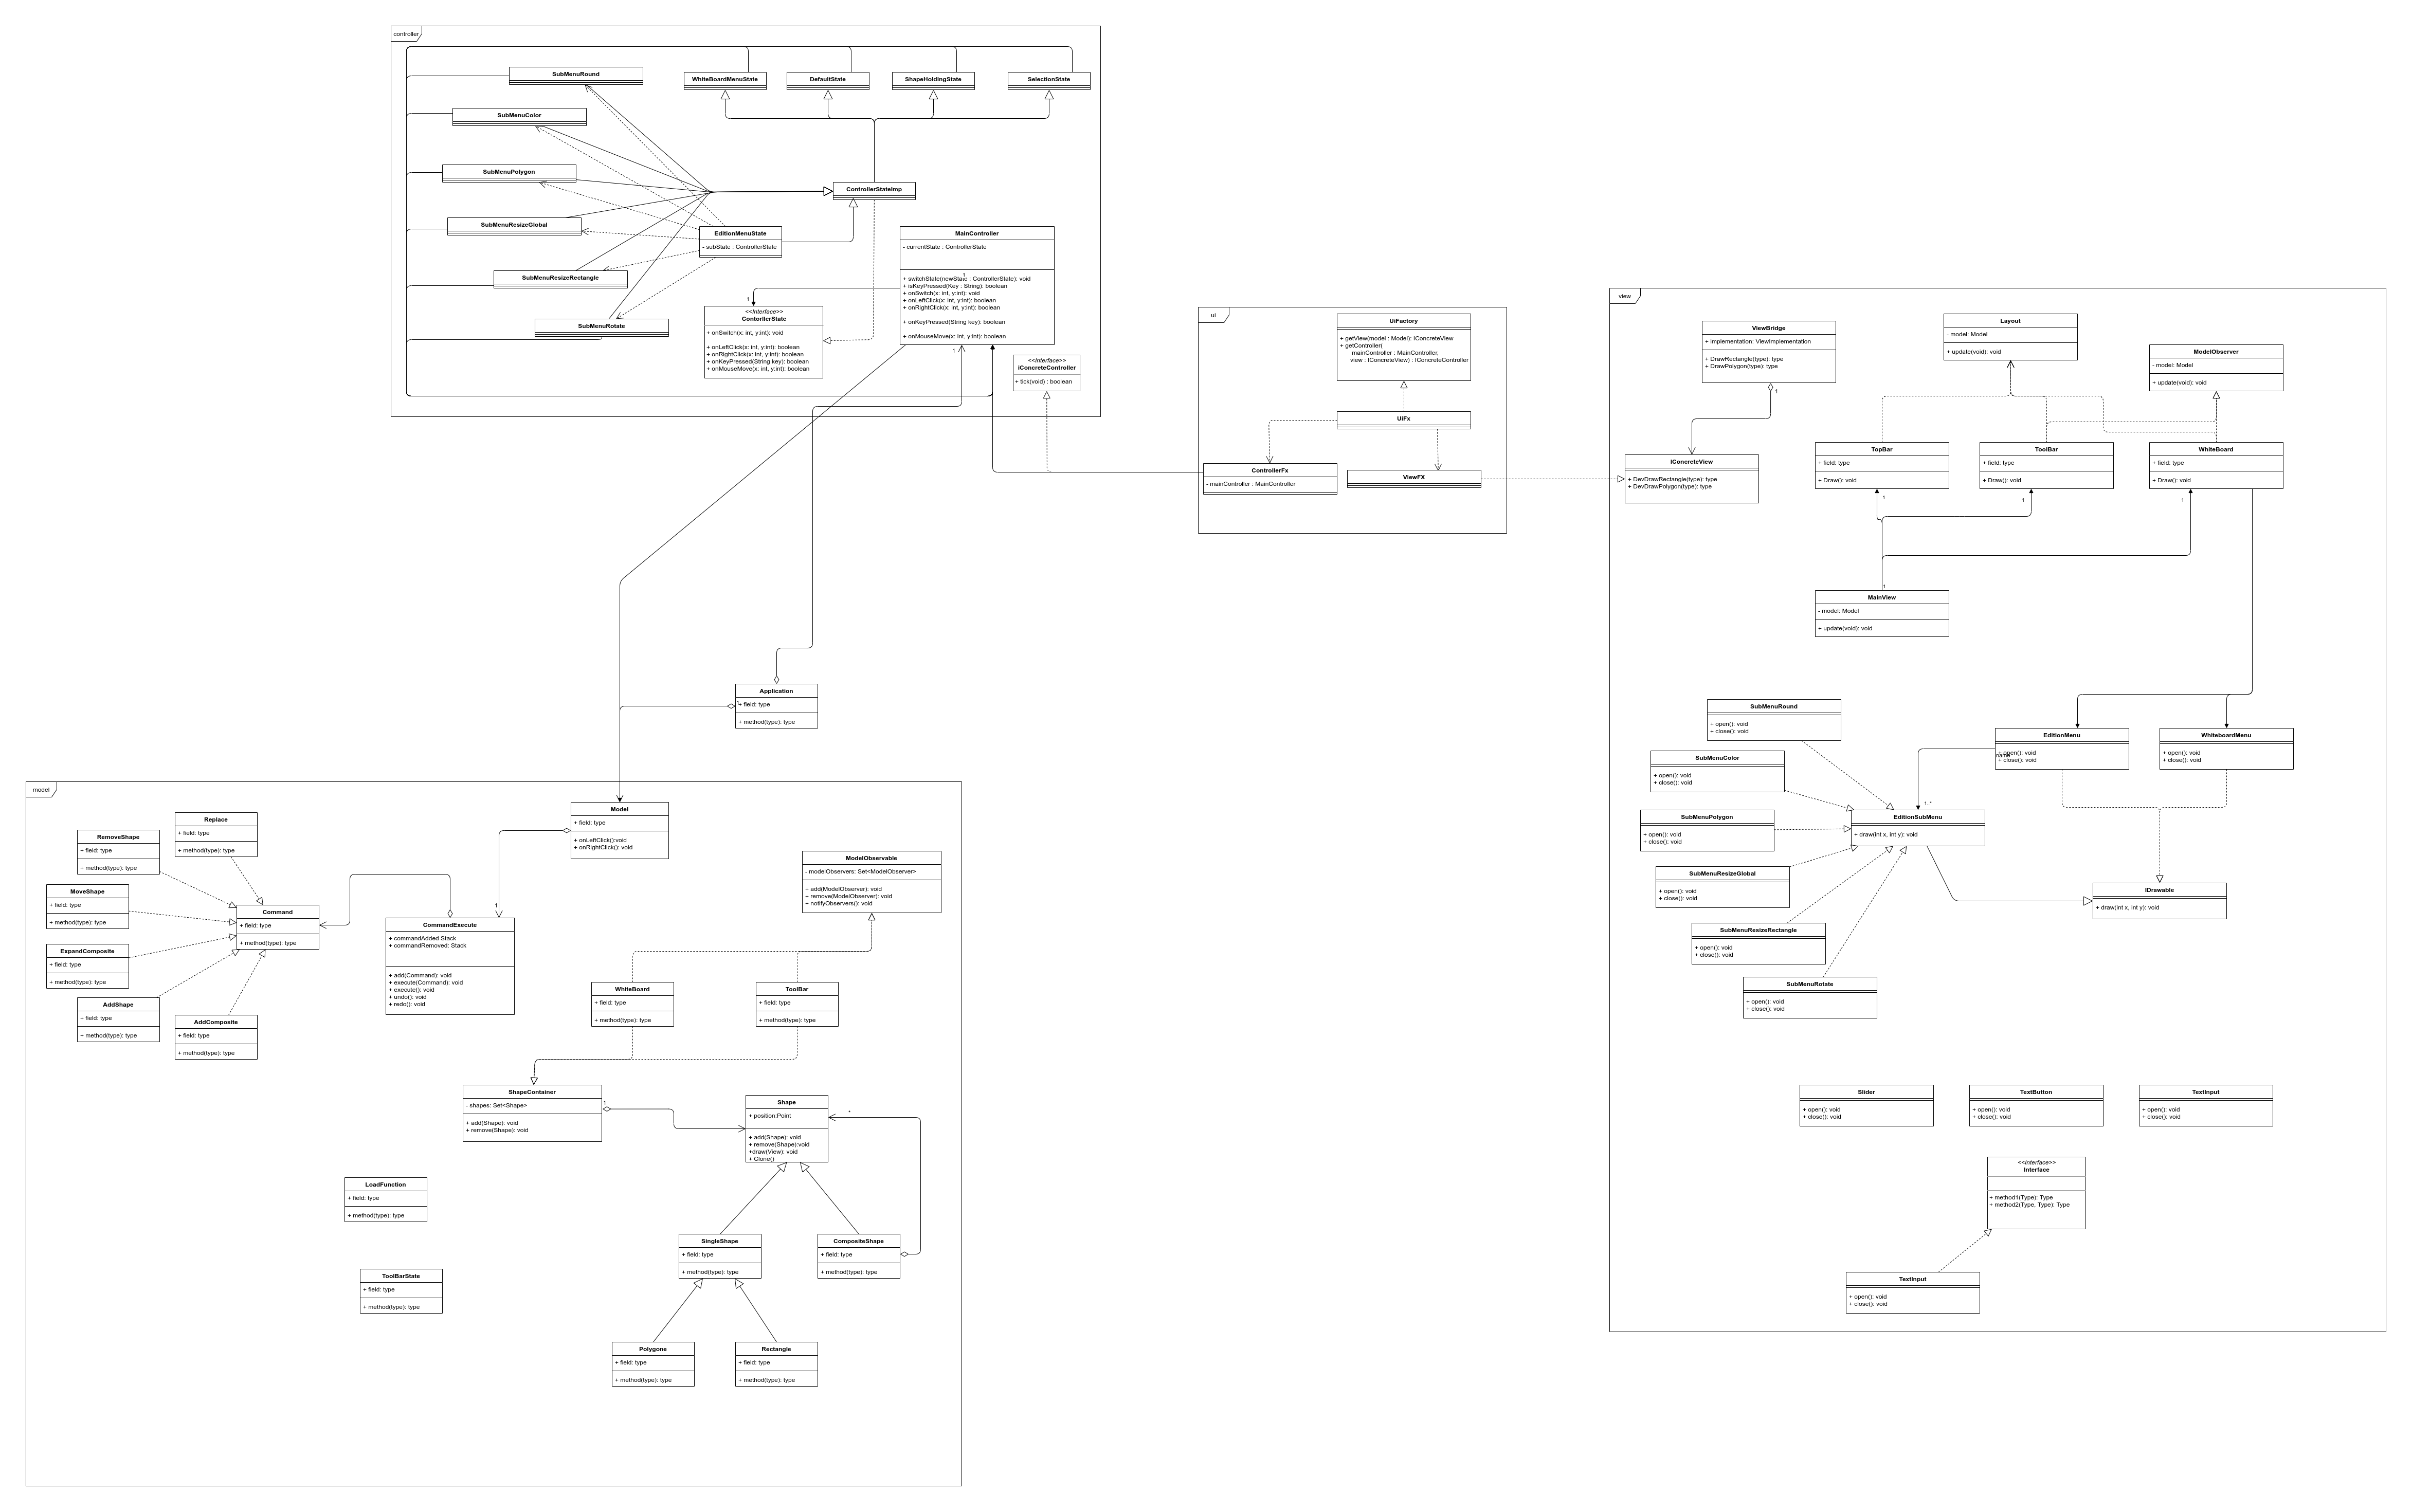 controller
SubMenuRound
WhiteBoardMenuState
DefaultState
ShapeHoldingState
SelectionState
SubMenuColor
SubMenuPolygon
ControllerStateImp
SubMenuResizeGlobal
EditionMenuState
- subState : ControllerState
MainController
- currentState : ControllerState
1
+ switchState(newState : ControllerState): void
+ isKeyPressed(Key : String): boolean
+ onSwitch(x: int, y:int): void
+ onLeftClick(x: int, y:int): boolean
+ onRightClick(x: int, y:int): boolean
+ onKeyPressed(String key): boolean
+ onMouseMove(x: int, y:int): boolean
1
SubMenuResizeRectangle
SubMenuRotate
1
<<Interface>>
ContorllerState
+ onSwitch(x: int, y:int): void
+ onLeftClick(x: int, y:int): boolean
+ onRightClick(x: int, y:int): boolean
+ onKeyPressed(String key): boolean
+ onMouseMove(x: int, y:int): boolean
<<Interface>>
iConcreteController
+ tick(void) : boolean
ui
UiFactory
+ getView(model : Model): IConcreteView
+ getController(
mainController : MainController,
view : IConcreteView) : IConcreteController
UiFx
ControllerFx
- mainController : MainController
ViewFX
view
ViewBridge
+ implementation: ViewImplementation
+ DrawRectangle(type): type
+ DrawPolygon(type): type
1
Layout
- model: Model
+ update(void): void
ModelObserver
- model: Model
+ update(void): void
IConcreteView
+ DevDrawRectangle(type): type
+ DevDrawPolygon(type): type
TopBar
+ field: type
+ Draw(): void
1
ToolBar
+ field: type
+ Draw(): void
1
WhiteBoard
+ field: type
+ Draw(): void
1
1
MainView
- model: Model
+ update(void): void
Application
1
+ field: type
+ method(type): type
SubMenuRound
+ open(): void
+ close(): void
SubMenuColor
+ open(): void
+ close(): void
SubMenuPolygon
+ open(): void
+ close(): void
SubMenuResizeGlobal
+ open(): void
+ close(): void
SubMenuResizeRectangle
+ open(): void
+ close(): void
SubMenuRotate
+ open(): void
+ close(): void
EditionMenu
+ open(): void
+ close(): void
WhiteboardMenu
+ open(): void
+ close(): void
1..*
EditionSubMenu
+ draw(int x, int y): void
IDrawable
+ draw(int x, int y): void
Slider
+ open(): void
+ close(): void
TextButton
+ open(): void
+ close(): void
TextInput
+ open(): void
+ close(): void
<<Interface>>
Interface
+ method1(Type): Type
+ method2(Type, Type): Type
TextInput
+ open(): void
+ close(): void
model
Replace
+ field: type
+ method(type): type
RemoveShape
+ field: type
+ method(type): type
MoveShape
+ field: type
+ method(type): type
ExpandComposite
+ field: type
+ method(type): type
AddShape
+ field: type
+ method(type): type
AddComposite
+ field: type
+ method(type): type
Command
+ field: type
+ method(type): type
Model
+ field: type
+ onLeftClick():void
+ onRightClick(): void
1
CommandExecute
+ commandAdded Stack
+ commandRemoved: Stack
+ add(Command): void
+ execute(Command): void
+ execute(): void
+ undo(): void
+ redo(): void
ModelObservable
- modelObservers: Set<ModelObserver>
+ add(ModelObserver): void
+ remove(ModelObserver): void
+ notifyObservers(): void
WhiteBoard
+ field: type
+ method(type): type
ToolBar
+ field: type
+ method(type): type
ShapeContainer
- shapes: Set<Shape>
+ add(Shape): void
+ remove(Shape): void
1
Shape
+ position:Point
+ add(Shape): void
+ remove(Shape):void
+draw(View): void
+ Clone()
*
LoadFunction
+ field: type
+ method(type): type
SingleShape
+ field: type
+ method(type): type
CompositeShape
+ field: type
+ method(type): type
ToolBarState
+ field: type
+ method(type): type
Polygone
+ field: type
+ method(type): type
Rectangle
+ field: type
+ method(type): type